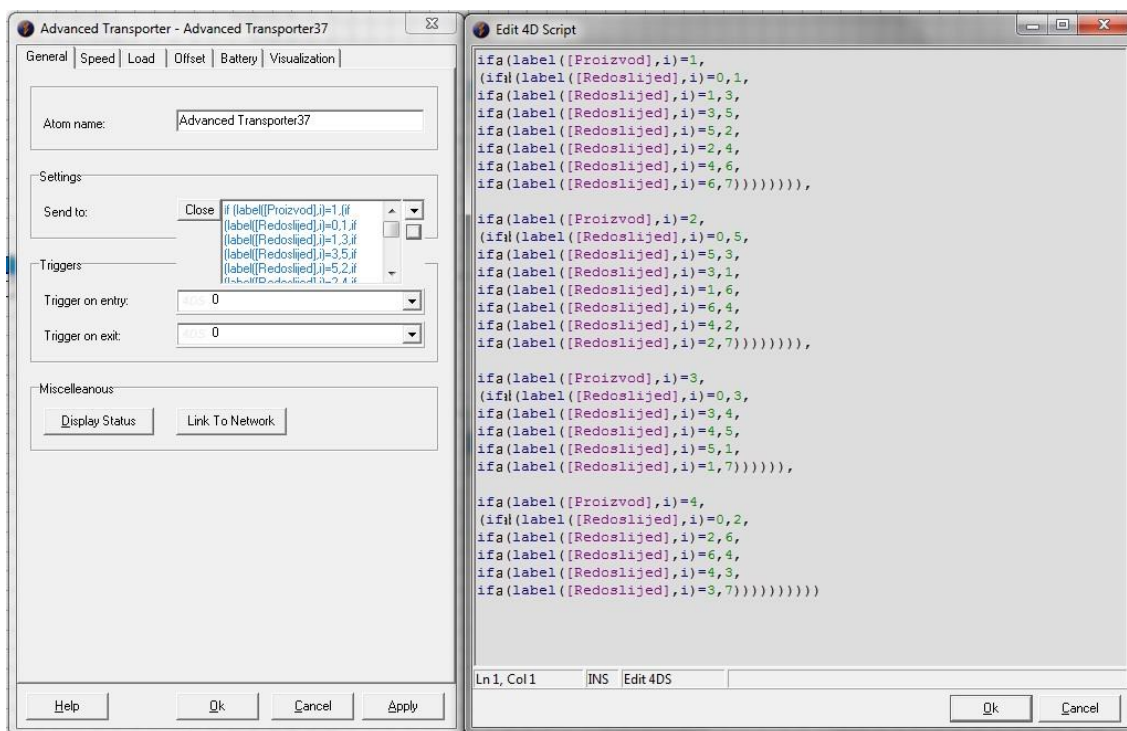 Advanced Transporter - Advanced Transporter37
General Speed Load Offset Battery Visualization
Atom name: Advanced Transporter37
Settings
Send to: Close
if (label([Proizvod],i)=1,(if
(label([Redoslijed],i)=0,1,if
(label([Redoslijed],i)=1,3,if
(label([Redoslijed],i)=3,5,if
(label([Redoslijed],i)=5,2,if
(label([Redoslijed],i)=2,4,if
Triggers
Trigger on entry: 4DS 0
Trigger on exit: 4DS 0
Miscelleanous
Display Status Link To Network
Help Ok Cancel Apply
Edit 4D Script
ifa(label([Proizvod],i)=1,
(ifa(label([Redoslijed],i)=0,1,
ifa(label([Redoslijed],i)=1,3,
ifa(label([Redoslijed],i)=3,5,
ifa(label([Redoslijed],i)=5,2,
ifa(label([Redoslijed],i)=2,4,
ifa(label([Redoslijed],i)=4,6,
ifa(label([Redoslijed],i)=6,7)))))))),
ifa(label([Proizvod],i)=2,
(ifa(label([Redoslijed],i)=0,5,
ifa(label([Redoslijed],i)=5,3,
ifa(label([Redoslijed],i)=3,1,
ifa(label([Redoslijed],i)=1,6,
ifa(label([Redoslijed],i)=6,4,
ifa(label([Redoslijed],i)=4,2,
ifa(label([Redoslijed],i)=2,7)))))))),
ifa(label([Proizvod],i)=3,
(ifa(label([Redoslijed],i)=0,3,
ifa(label([Redoslijed],i)=3,4,
ifa(label([Redoslijed],i)=4,5,
ifa(label([Redoslijed],i)=5,1,
ifa(label([Redoslijed],i)=1,7)))))),
ifa(label([Proizvod],i)=4,
(ifa(label([Redoslijed],i)=0,2,
ifa(label([Redoslijed],i)=2,6,
ifa(label([Redoslijed],i)=6,4,
ifa(label([Redoslijed],i)=4,3,
ifa(label([Redoslijed],i)=3,7))))))))))
Ln 1, Col 1 INS Edit 4DS
Ok Cancel